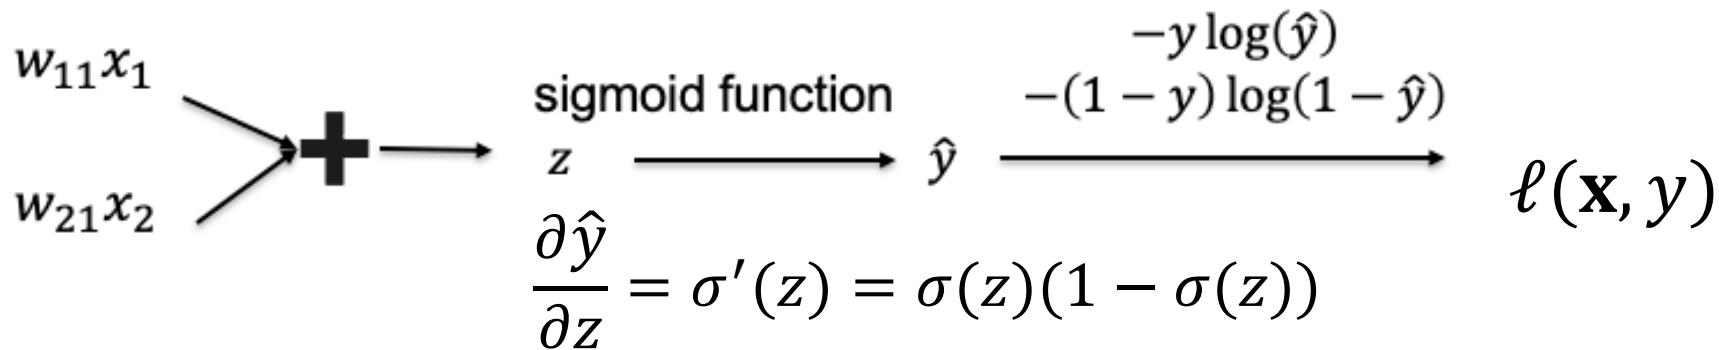 −y log(ŷ)
w₁₁x₁
sigmoid function
−(1 − y) log(1 − ŷ)
+
z
ŷ
w₂₁x₂
ℓ(𝐱, y)
∂ŷ/∂z = σ′(z) = σ(z)(1 − σ(z))